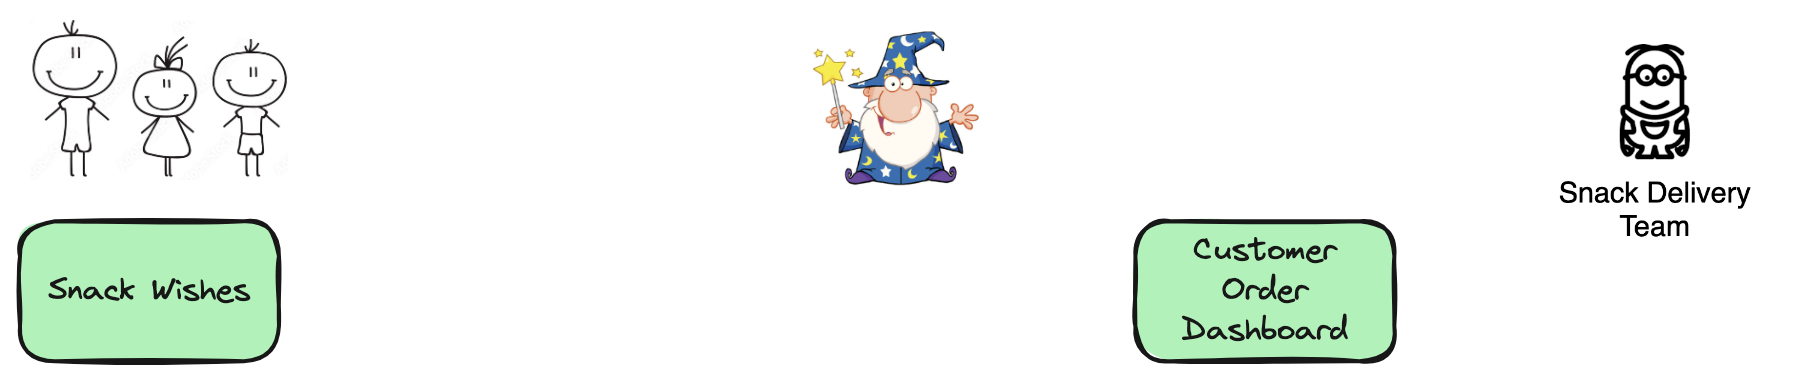 Snack Delivery
Team
Snack Wishes
Customer
Order
Dashboard